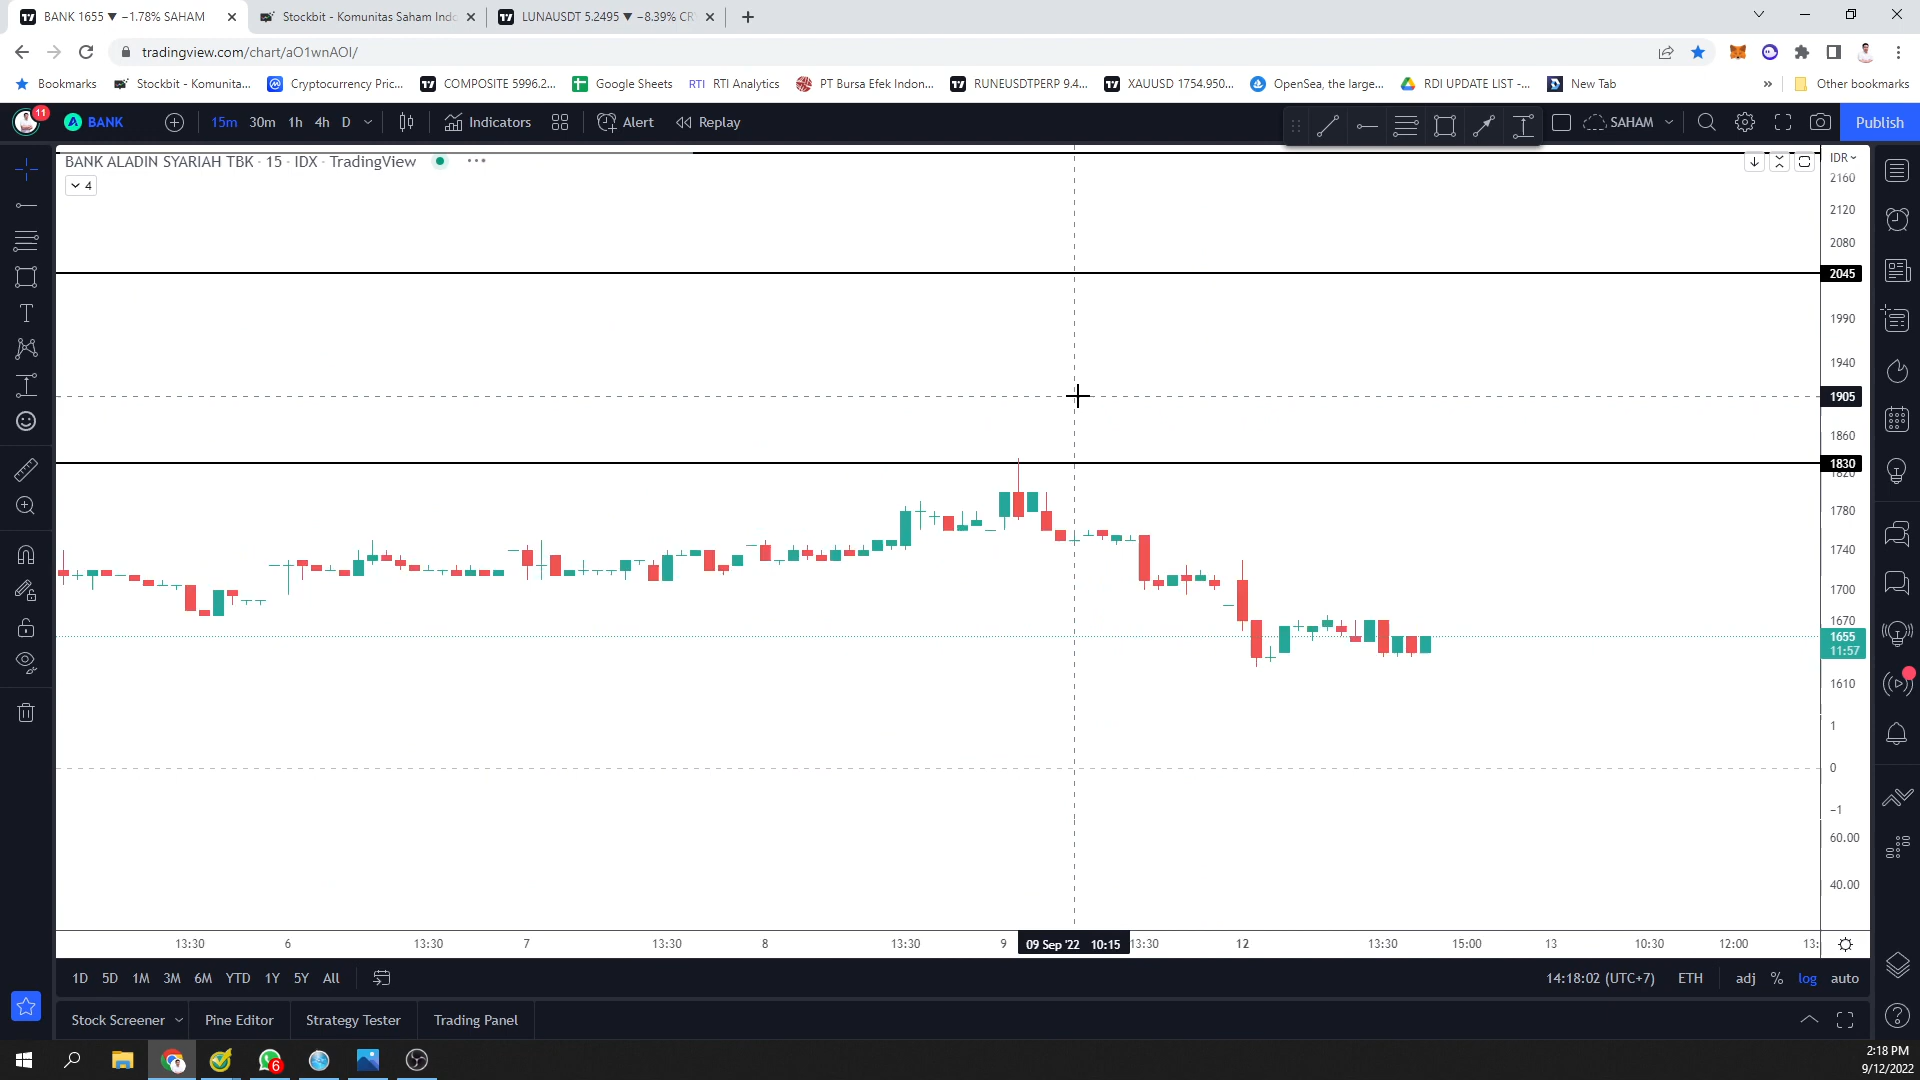 BANK 1655 ▼ −1.78% SAHAM
Stockbit - Komunitas Saham Ind
LUNAUSDT 5.2495 ▼ −8.39% CR
tradingview.com/chart/aO1wnAOI/
Bookmarks
Stockbit - Komunita...
Cryptocurrency Pric...
COMPOSITE 5996.2...
Google Sheets
RTI RTI Analytics
PT Bursa Efek Indon...
RUNEUSDTPERP 9.4...
XAUUSD 1754.950...
OpenSea, the large...
RDI UPDATE LIST -...
New Tab
»
Other bookmarks
11
BANK
15m 30m 1h 4h D
Indicators
Alert
Replay
SAHAM
Publish
BANK ALADIN SYARIAH TBK · 15 · IDX · TradingView
4
IDR
2160
2120
2080
2045
1990
1940
1905
1860
1830
1820
1780
1740
1700
1670
1655
11:57
1610
1
0
−1
60.00
40.00
13:30 6 13:30 7 13:30 8 13:30 9 09 Sep '22 10:15 13:30 12 13:30 15:00 13 10:30 12:00 13:
1D 5D 1M 3M 6M YTD 1Y 5Y All
14:18:02 (UTC+7) ETH adj % log auto
Stock Screener Pine Editor Strategy Tester Trading Panel
6
2:18 PM
9/12/2022